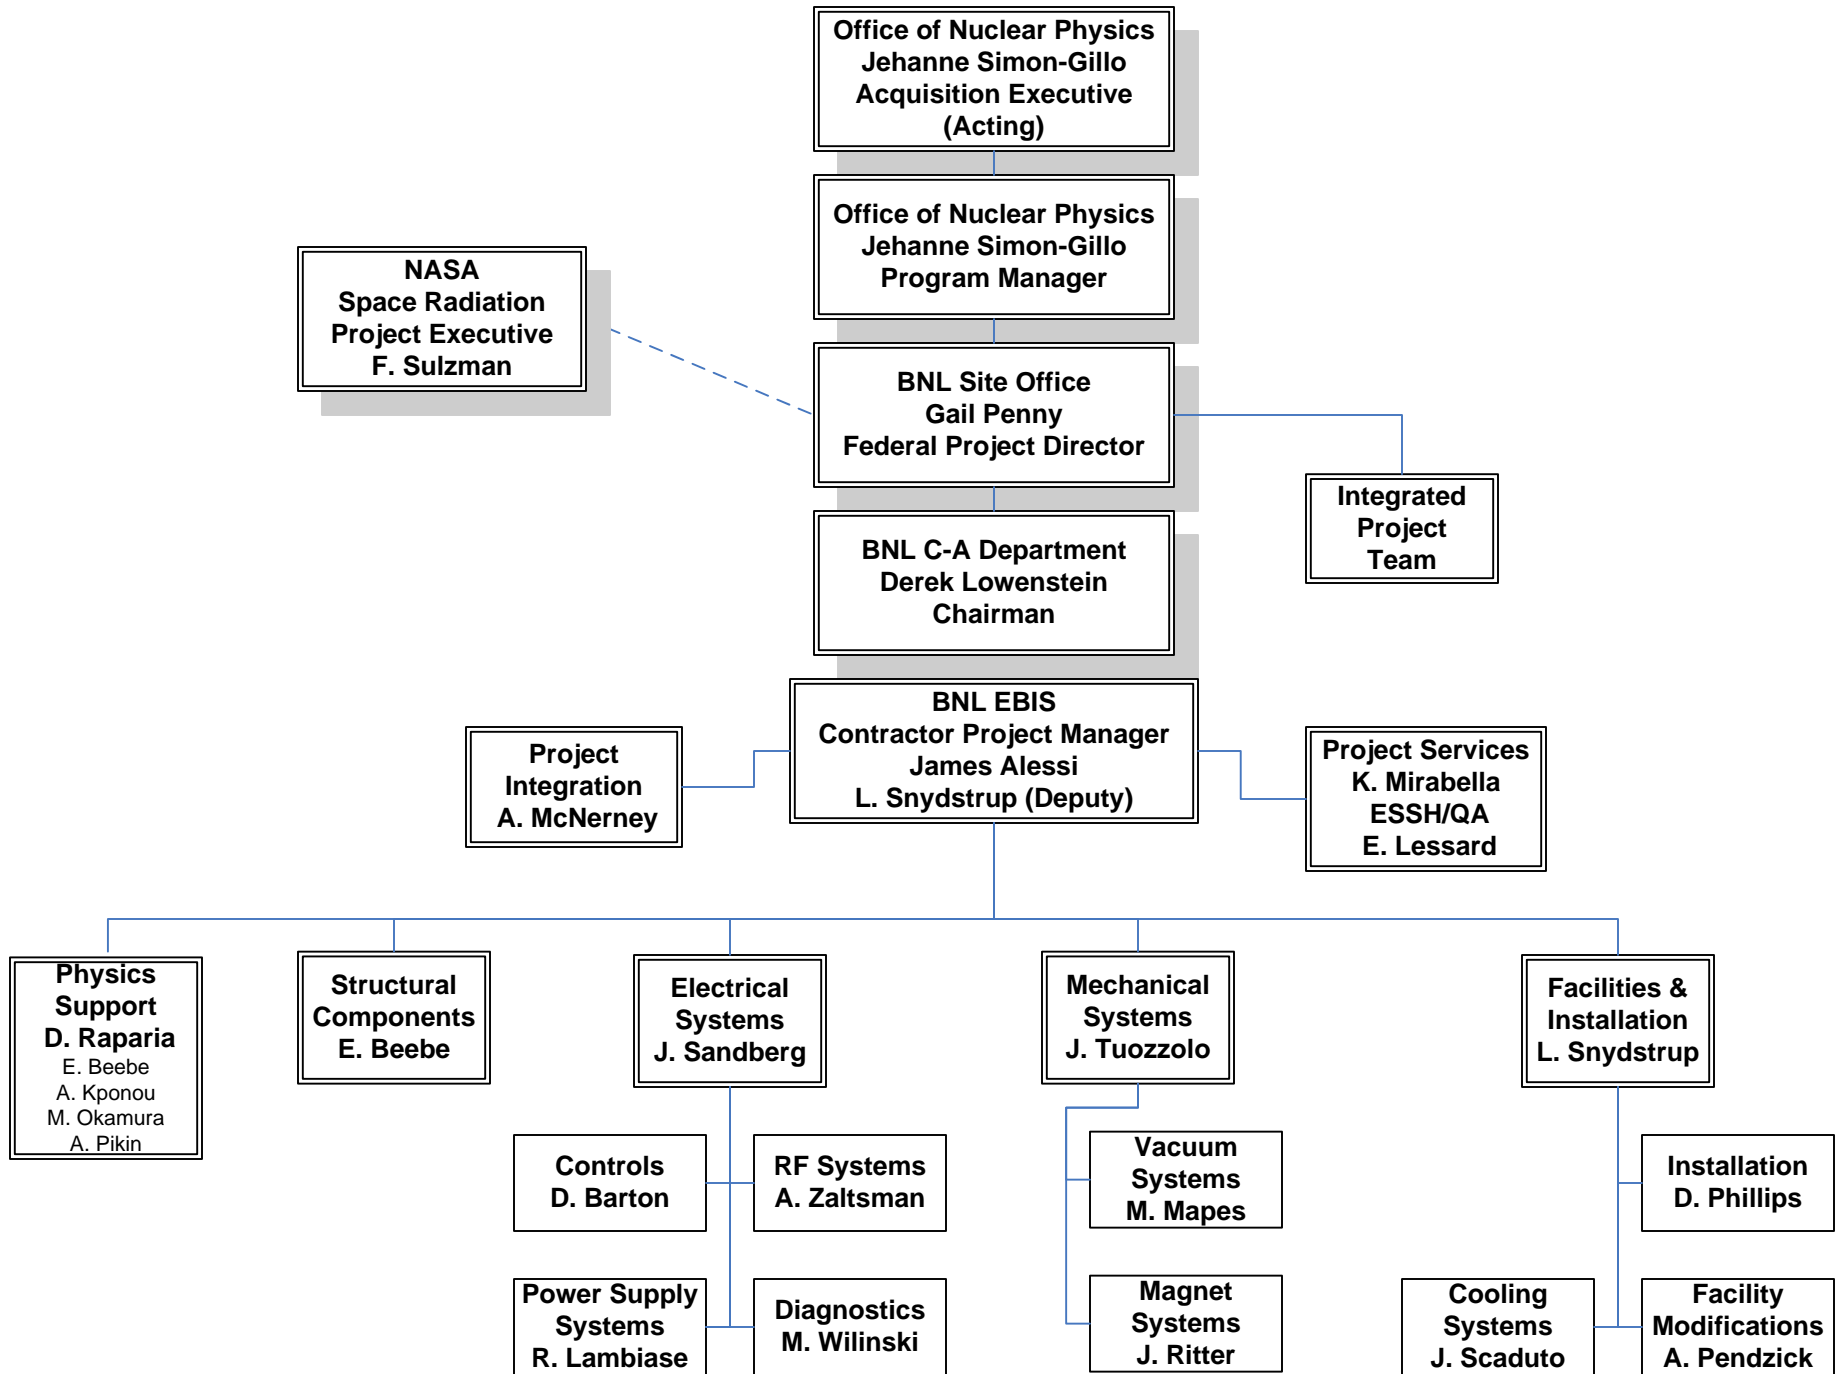 Office of Nuclear Physics
Jehanne Simon-Gillo
Acquisition Executive
(Acting)
Office of Nuclear Physics
Jehanne Simon-Gillo
Program Manager
NASA
Space Radiation
Project Executive
F. Sulzman
BNL Site Office
Gail Penny
Federal Project Director
Integrated
Project
Team
BNL C-A Department
Derek Lowenstein
Chairman
BNL EBIS
Contractor Project Manager
James Alessi
L. Snydstrup (Deputy)
Project
Integration
A. McNerney
Project Services
K. Mirabella
ESSH/QA
E. Lessard
Physics
Support
D. Raparia
E. Beebe
A. Kponou
M. Okamura
A. Pikin
Structural
Components
E. Beebe
Electrical
Systems
J. Sandberg
Mechanical
Systems
J. Tuozzolo
Facilities &
Installation
L. Snydstrup
Controls
D. Barton
RF Systems
A. Zaltsman
Vacuum
Systems
M. Mapes
Installation
D. Phillips
Power Supply
Systems
R. Lambiase
Diagnostics
M. Wilinski
Magnet
Systems
J. Ritter
Cooling
Systems
J. Scaduto
Facility
Modifications
A. Pendzick